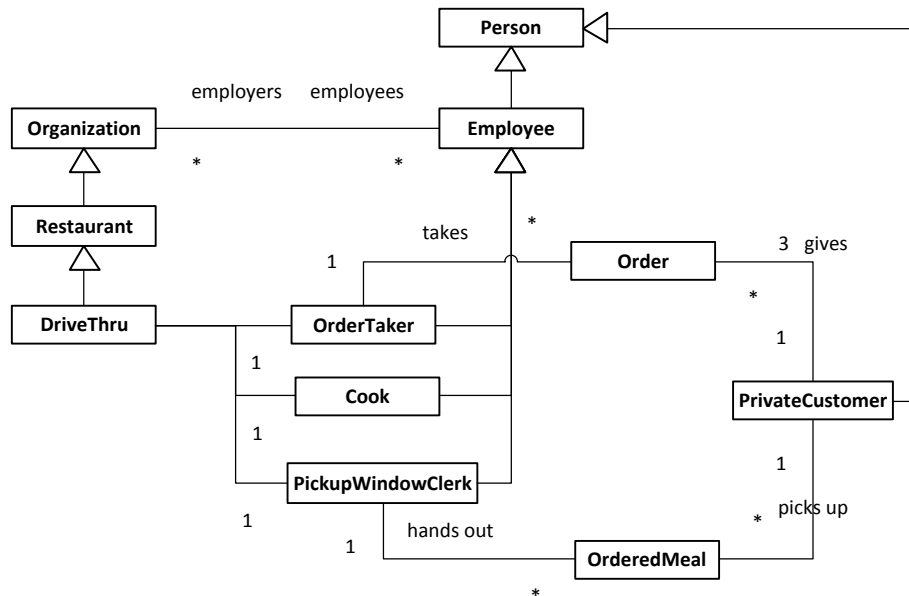 Person
employers employees
Organization
Employee
*
*
Restaurant
*
takes
3 gives
1
Order
*
DriveThru
OrderTaker
1
1
Cook
PrivateCustomer
1
1
PickupWindowClerk
picks up
1
*
hands out
1
OrderedMeal
*